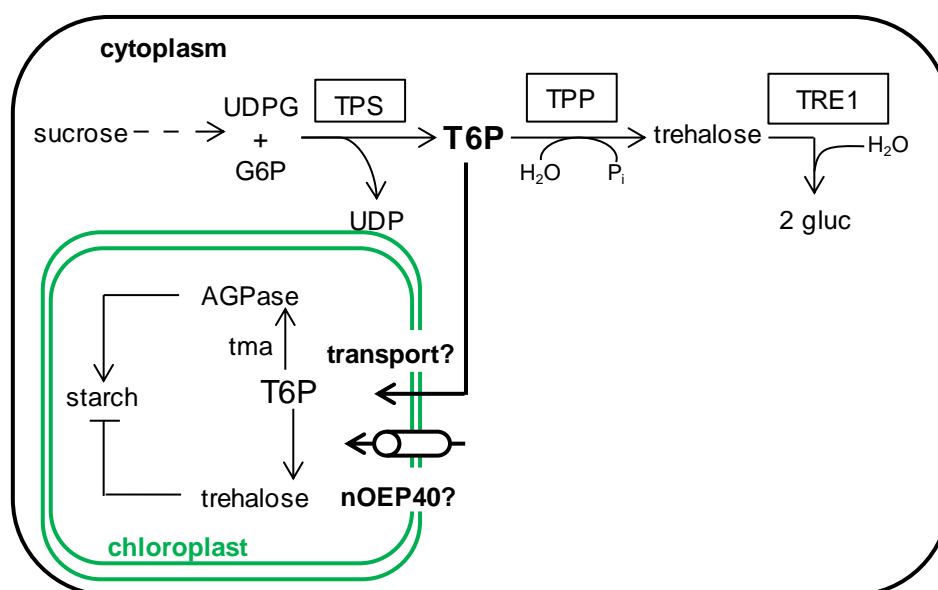 cytoplasm
TPS
TPP
TRE1
UDPG
sucrose
+
T6P
trehalose
H₂O
G6P
H₂O
Pᵢ
UDP
2 gluc
AGPase
tma
transport?
T6P
starch
trehalose
nOEP40?
chloroplast